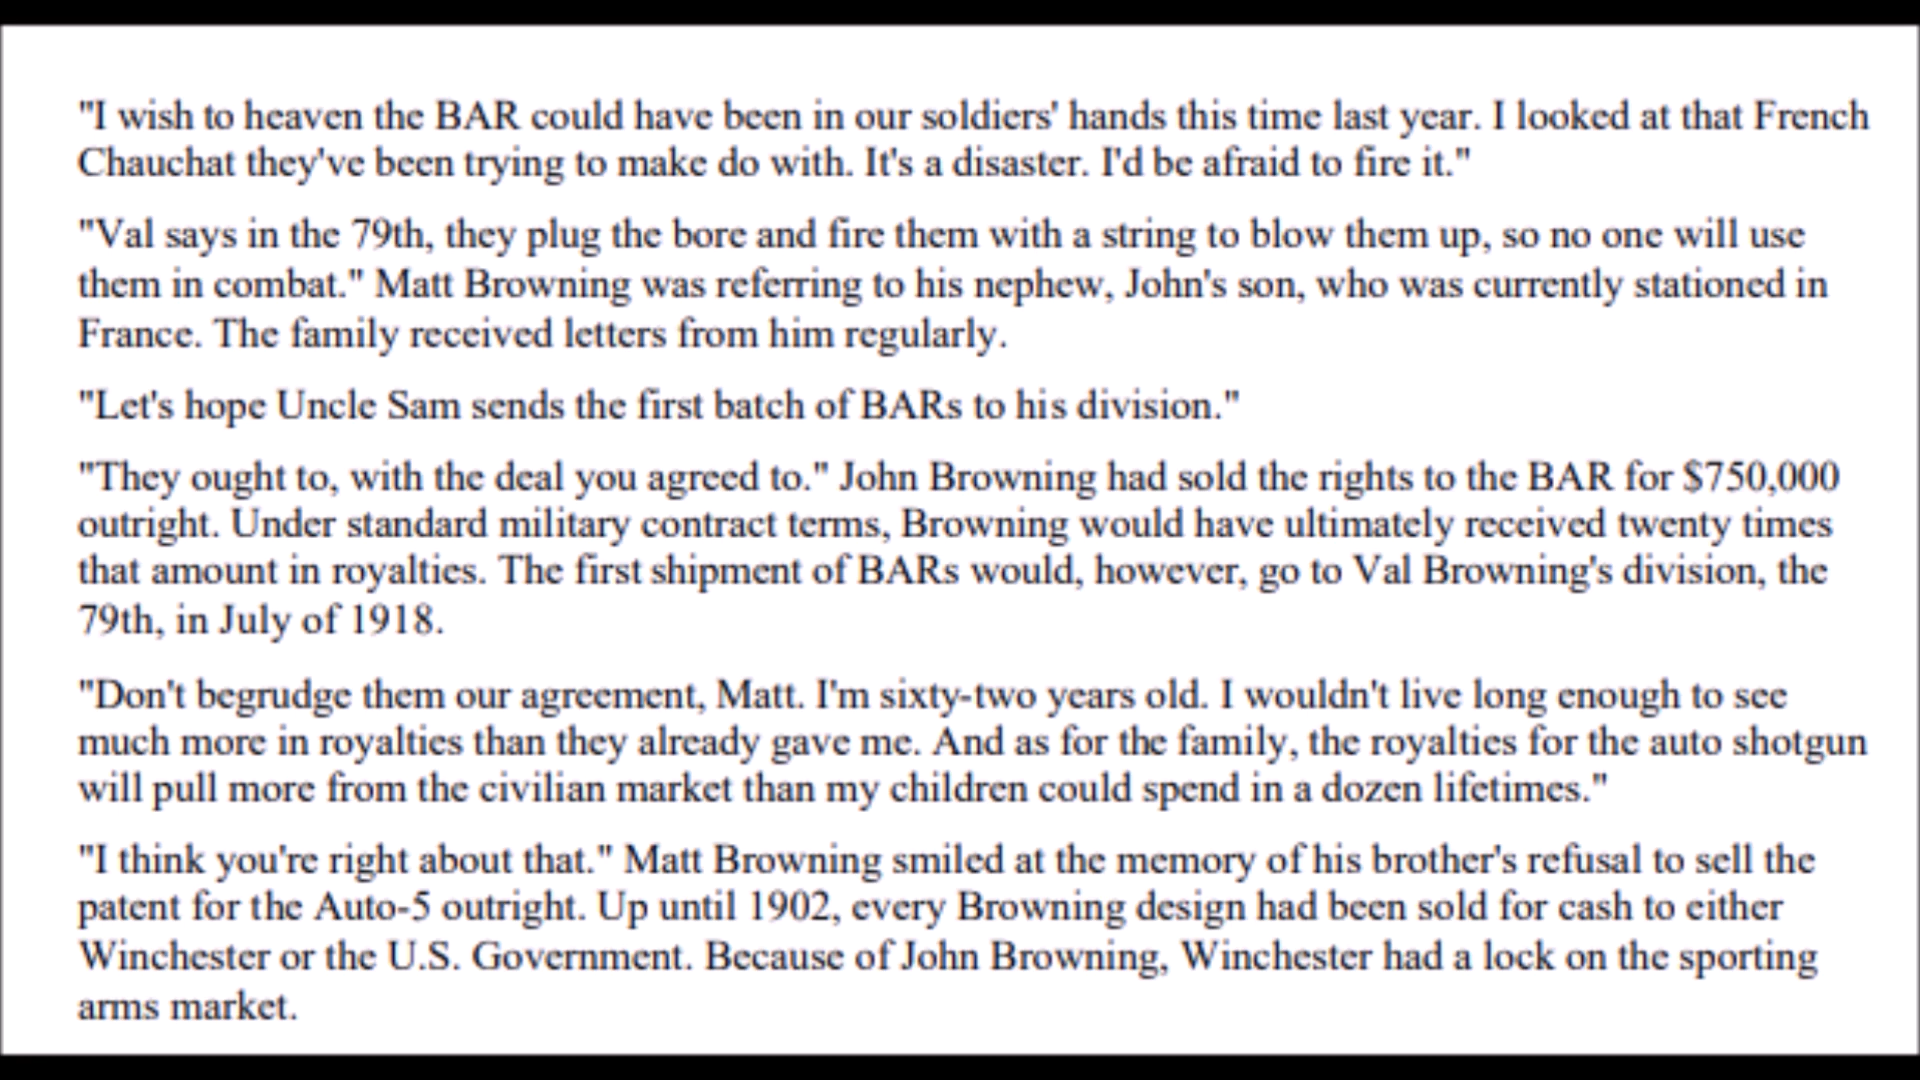 "I wish to heaven the BAR could have been in our soldiers' hands this time last year. I looked at that French
Chauchat they've been trying to make do with. It's a disaster. I'd be afraid to fire it."
"Val says in the 79th, they plug the bore and fire them with a string to blow them up, so no one will use
them in combat." Matt Browning was referring to his nephew, John's son, who was currently stationed in
France. The family received letters from him regularly.
"Let's hope Uncle Sam sends the first batch of BARs to his division."
"They ought to, with the deal you agreed to." John Browning had sold the rights to the BAR for $750,000
outright. Under standard military contract terms, Browning would have ultimately received twenty times
that amount in royalties. The first shipment of BARs would, however, go to Val Browning's division, the
79th, in July of 1918.
"Don't begrudge them our agreement, Matt. I'm sixty-two years old. I wouldn't live long enough to see
much more in royalties than they already gave me. And as for the family, the royalties for the auto shotgun
will pull more from the civilian market than my children could spend in a dozen lifetimes."
"I think you're right about that." Matt Browning smiled at the memory of his brother's refusal to sell the
patent for the Auto-5 outright. Up until 1902, every Browning design had been sold for cash to either
Winchester or the U.S. Government. Because of John Browning, Winchester had a lock on the sporting
arms market.